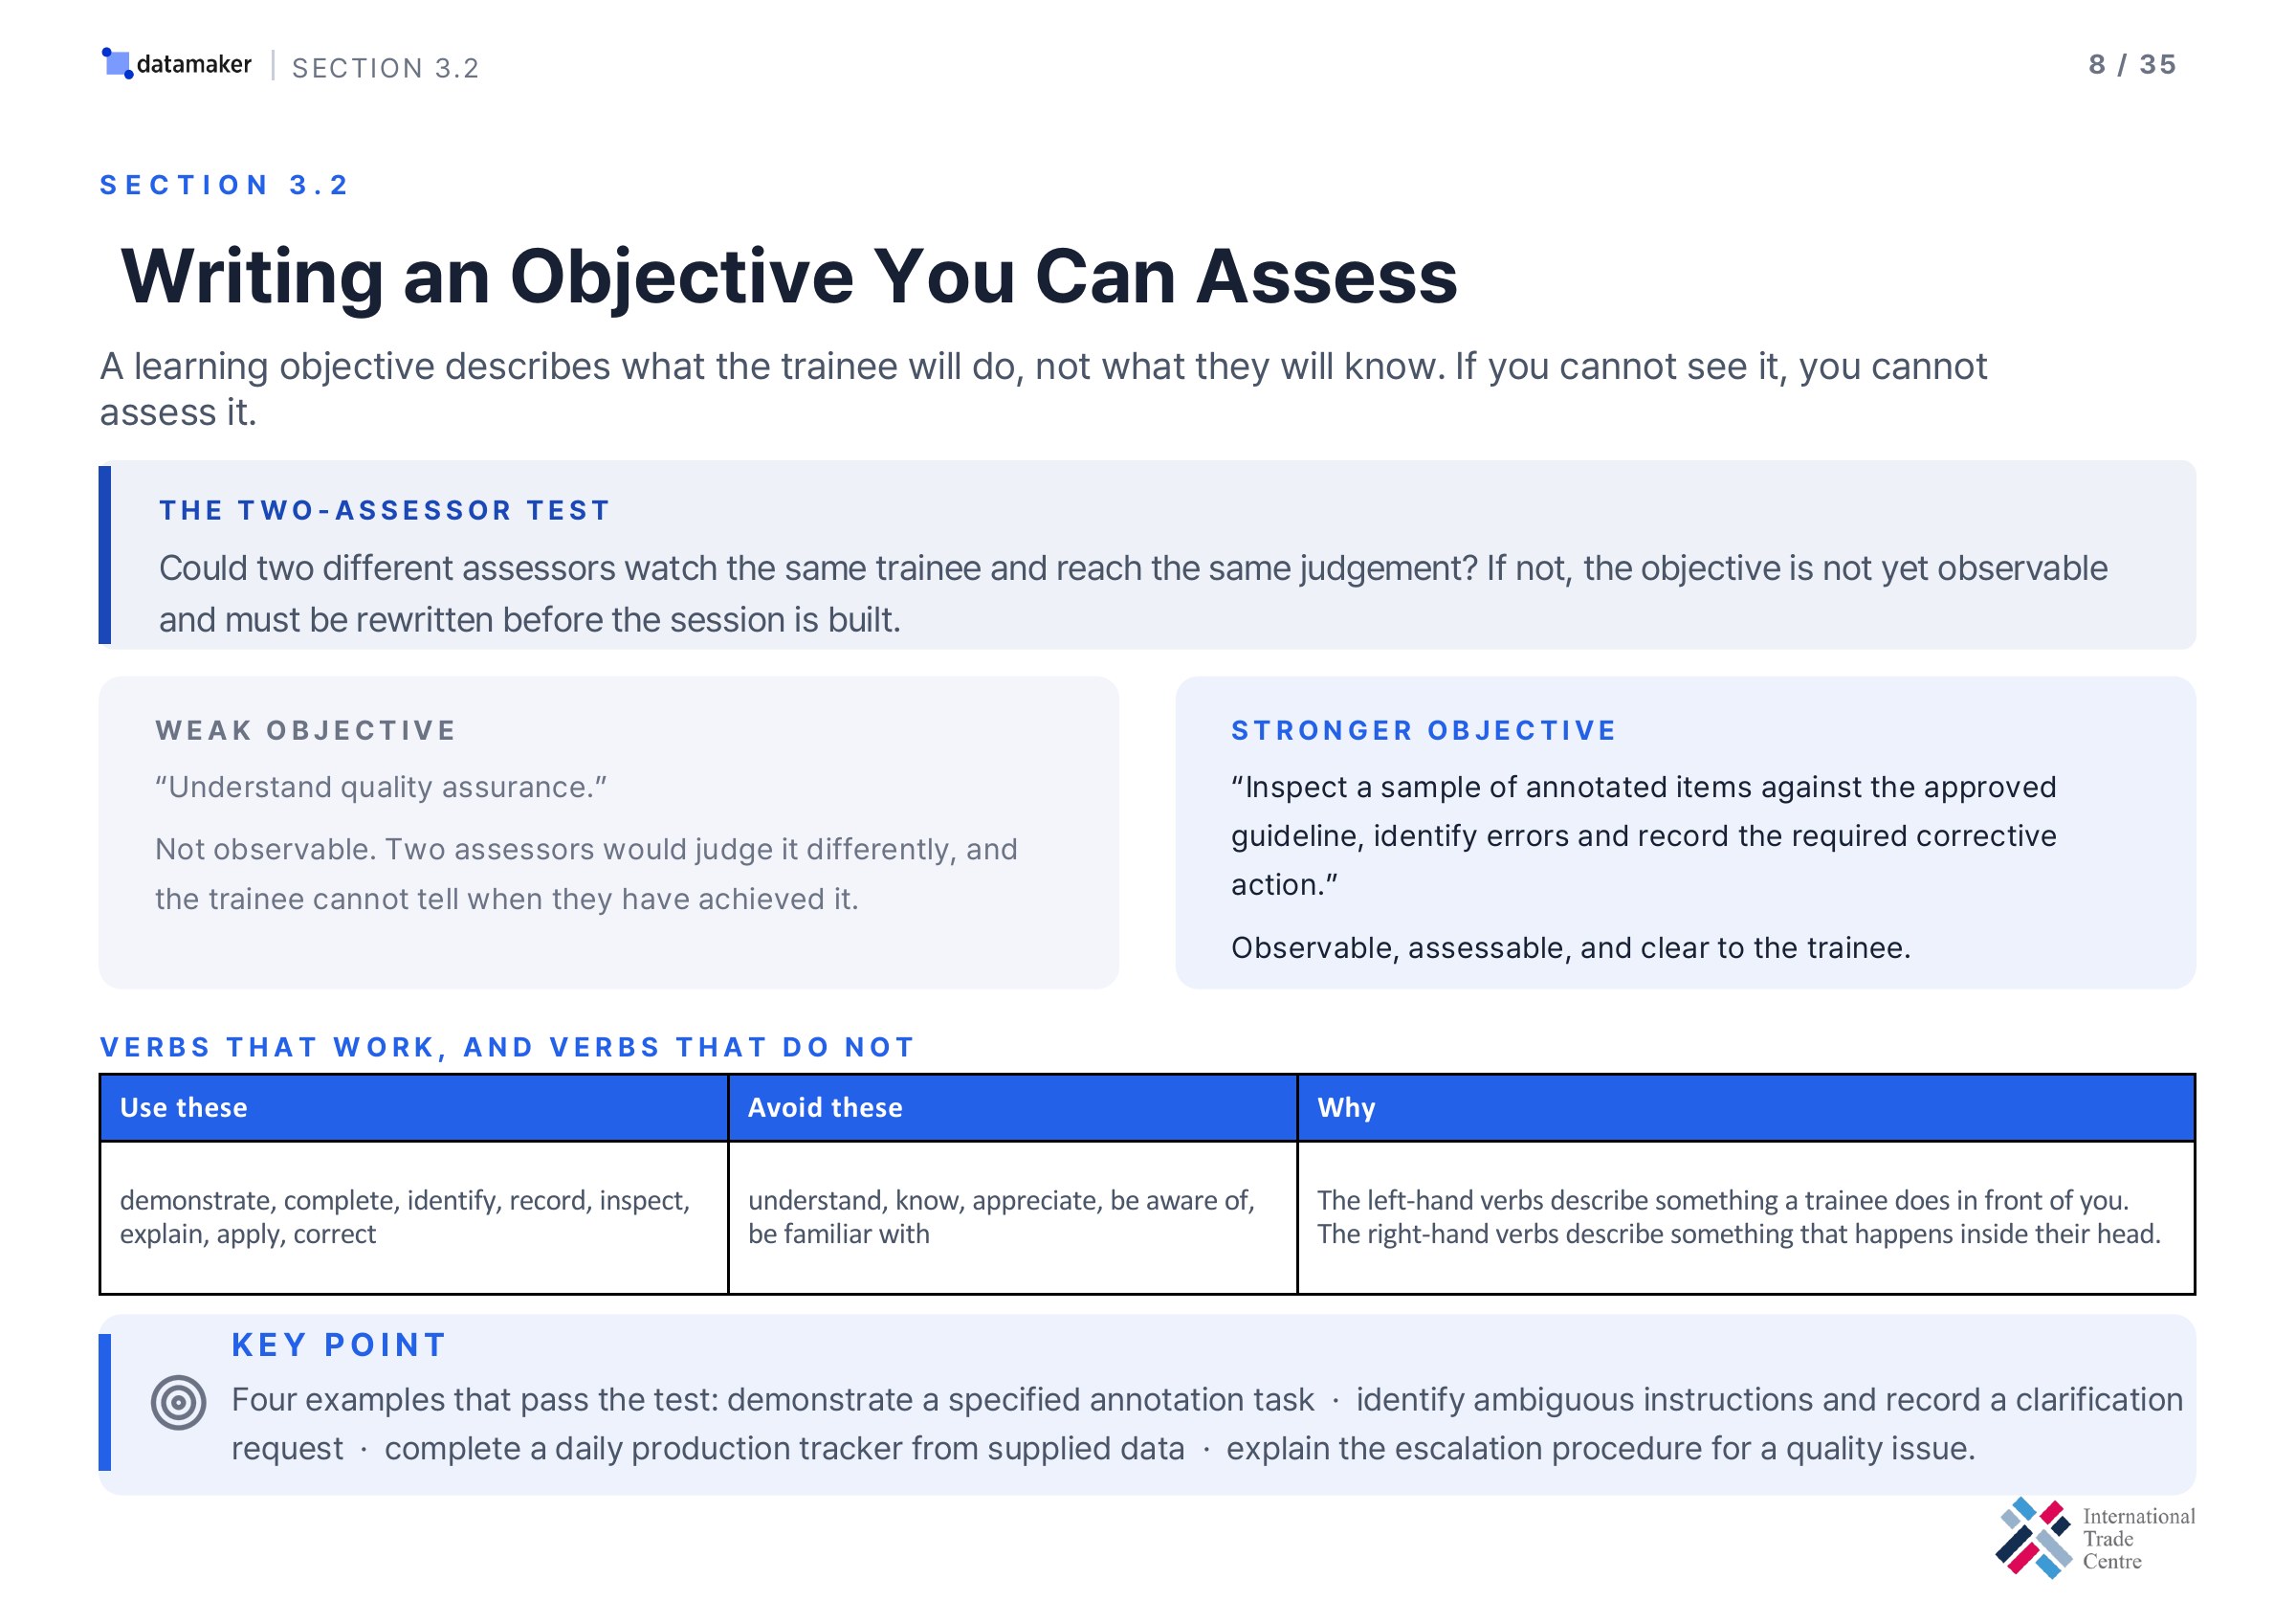 datamaker | SECTION 3.2
8 / 35
SECTION 3.2
Writing an Objective You Can Assess
A learning objective describes what the trainee will do, not what they will know. If you cannot see it, you cannot
assess it.
THE TWO-ASSESSOR TEST
Could two different assessors watch the same trainee and reach the same judgement? If not, the objective is not yet observable
and must be rewritten before the session is built.
WEAK OBJECTIVE
“Understand quality assurance.”
Not observable. Two assessors would judge it differently, and
the trainee cannot tell when they have achieved it.
STRONGER OBJECTIVE
“Inspect a sample of annotated items against the approved
guideline, identify errors and record the required corrective
action.”
Observable, assessable, and clear to the trainee.
VERBS THAT WORK, AND VERBS THAT DO NOT
Use these
Avoid these
Why
demonstrate, complete, identify, record, inspect,
explain, apply, correct
understand, know, appreciate, be aware of,
be familiar with
The left-hand verbs describe something a trainee does in front of you.
The right-hand verbs describe something that happens inside their head.
KEY POINT
Four examples that pass the test: demonstrate a specified annotation task · identify ambiguous instructions and record a clarification
request · complete a daily production tracker from supplied data · explain the escalation procedure for a quality issue.
International
Trade
Centre